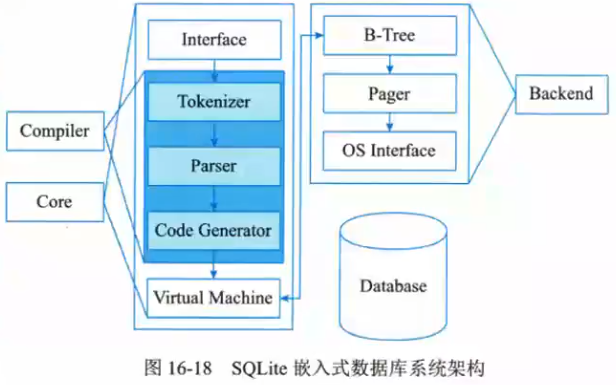 Interface
Tokenizer
Parser
Code Generator
Virtual Machine
Compiler
Core
B-Tree
Pager
OS Interface
Backend
Database
图 16-18 SQLite 嵌入式数据库系统架构